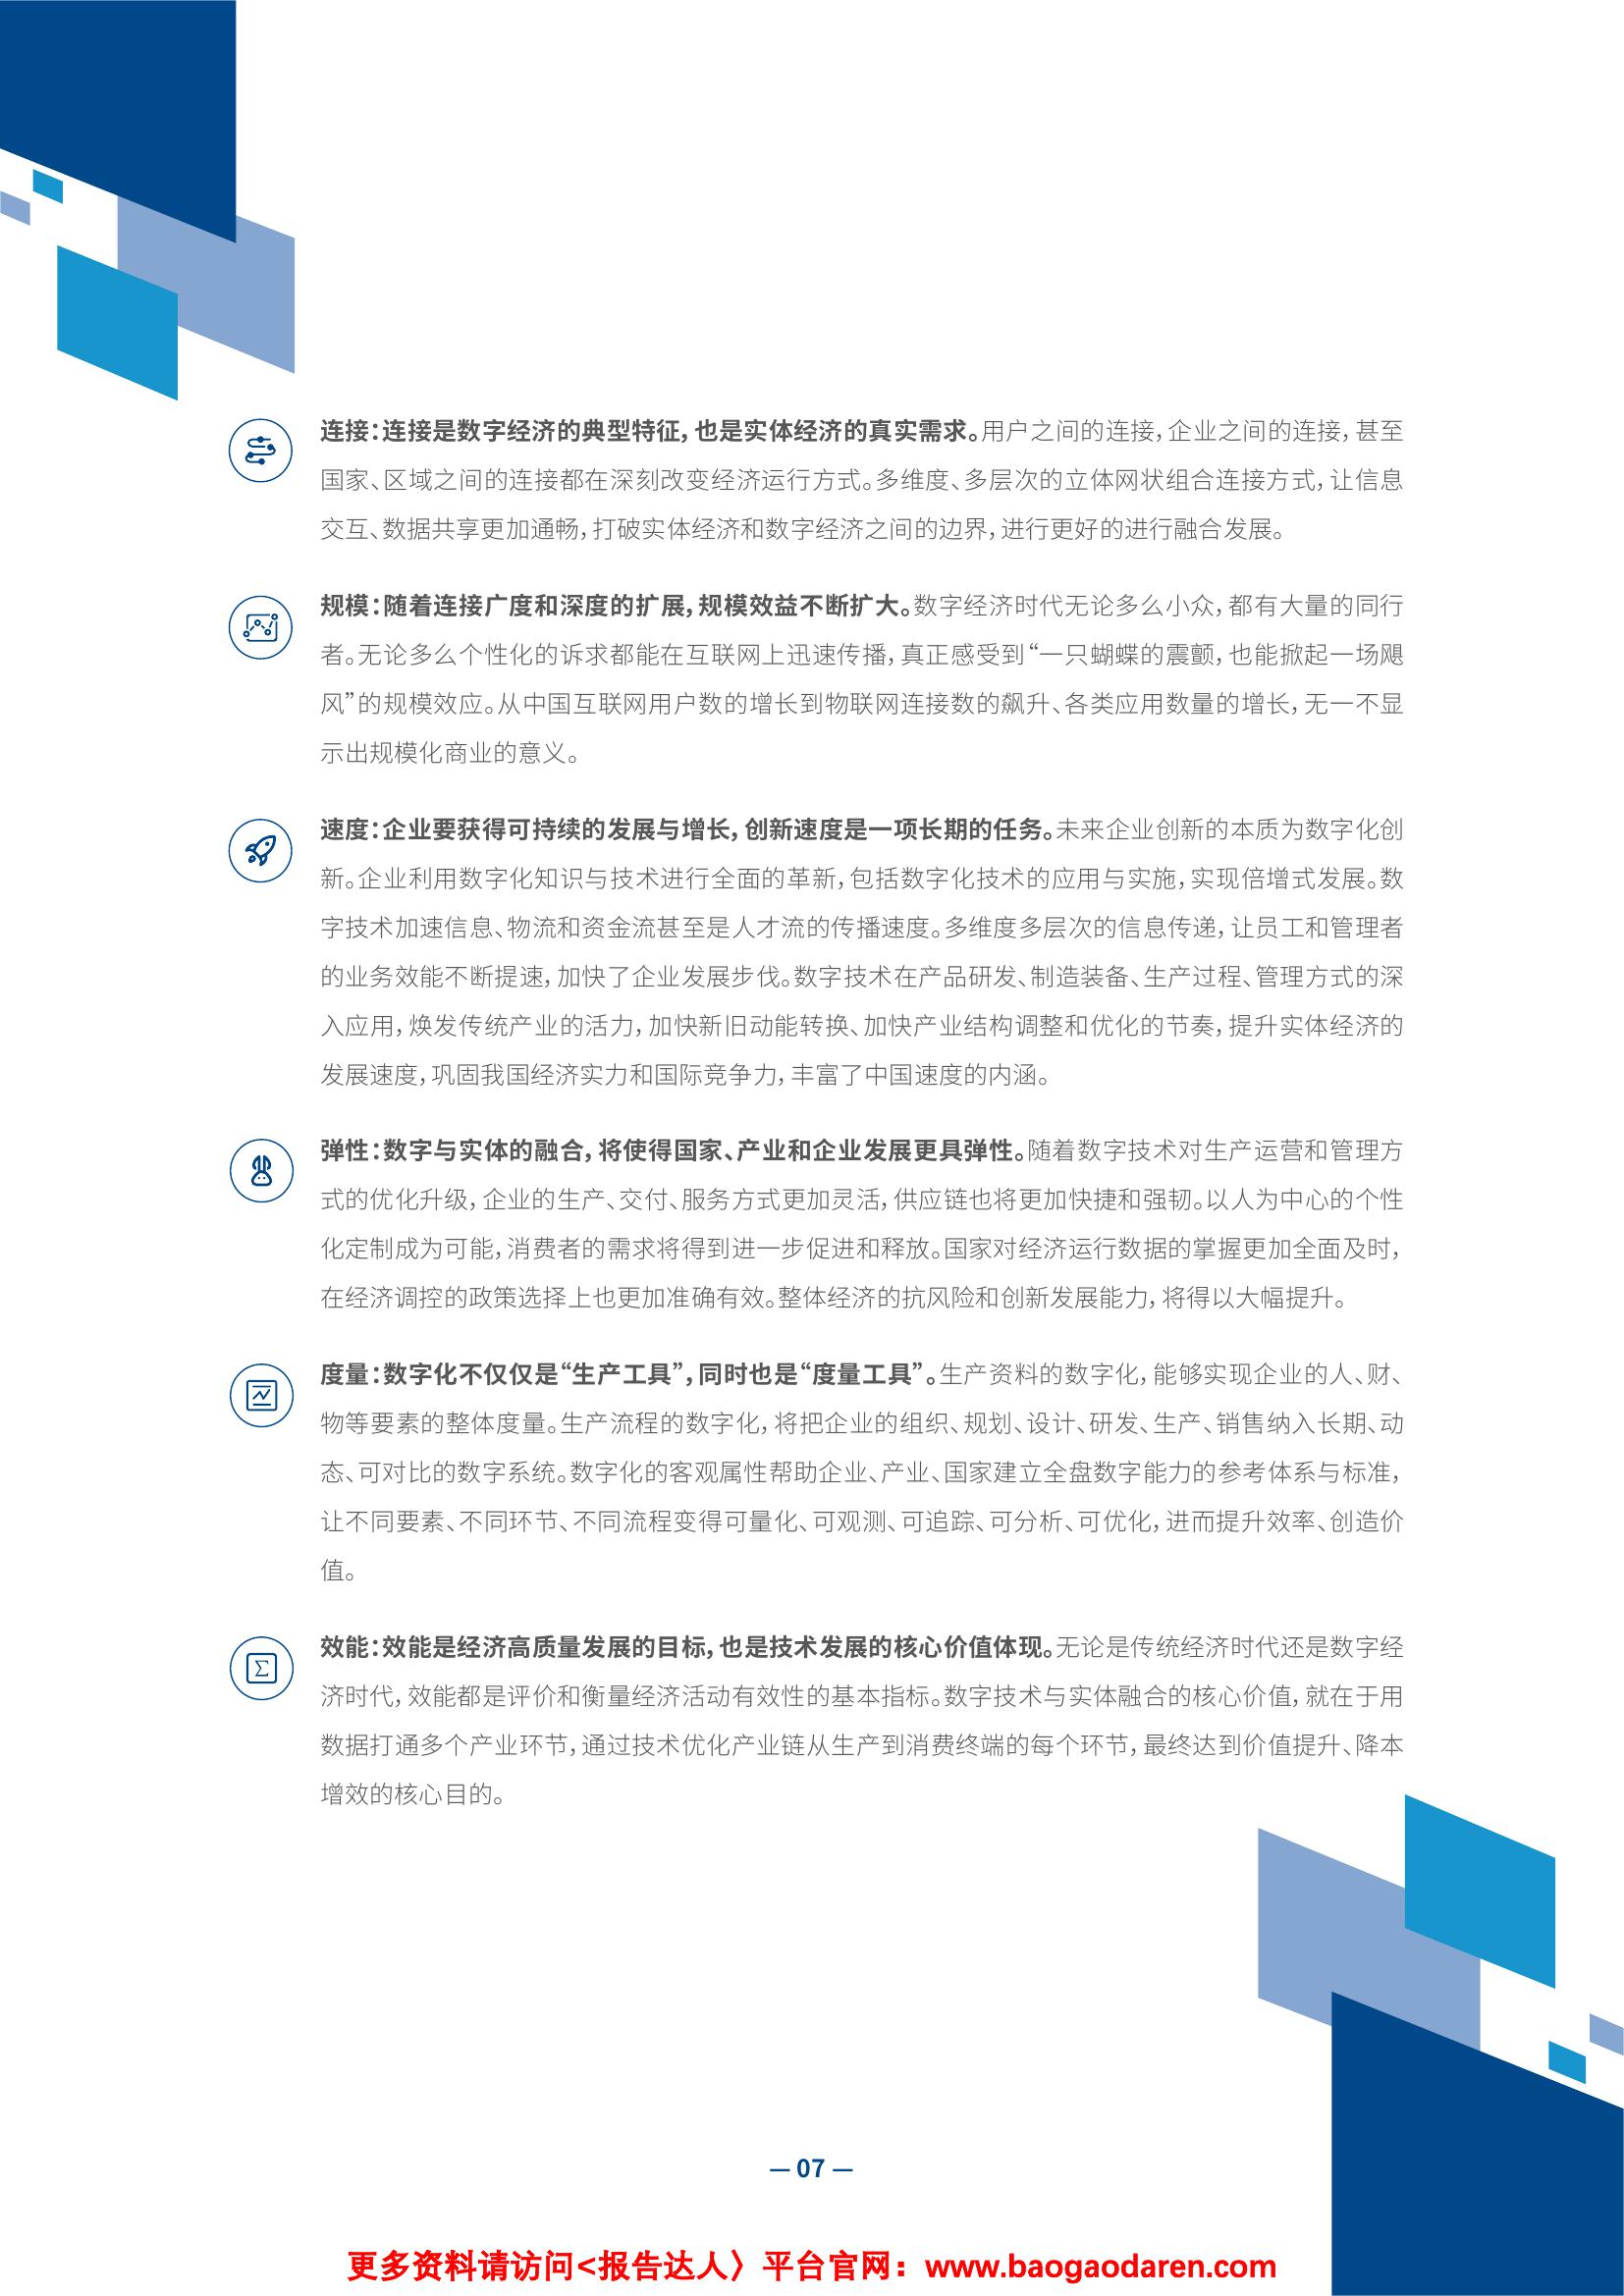 连接：连接是数字经济的典型特征，也是实体经济的真实需求。用户之间的连接，企业之间的连接，甚至
国家、区域之间的连接都在深刻改变经济运行方式。多维度、多层次的立体网状组合连接方式，让信息
交互、数据共享更加通畅，打破实体经济和数字经济之间的边界，进行更好的进行融合发展。
规模：随着连接广度和深度的扩展，规模效益不断扩大。数字经济时代无论多么小众，都有大量的同行
者。无论多么个性化的诉求都能在互联网上迅速传播，真正感受到“一只蝴蝶的震颤，也能掀起一场飓
风”的规模效应。从中国互联网用户数的增长到物联网连接数的飙升、各类应用数量的增长，无一不显
示出规模化商业的意义。
速度：企业要获得可持续的发展与增长，创新速度是一项长期的任务。未来企业创新的本质为数字化创
新。企业利用数字化知识与技术进行全面的革新，包括数字化技术的应用与实施，实现倍增式发展。数
字技术加速信息、物流和资金流甚至是人才流的传播速度。多维度多层次的信息传递，让员工和管理者
的业务效能不断提速，加快了企业发展步伐。数字技术在产品研发、制造装备、生产过程、管理方式的深
入应用，焕发传统产业的活力，加快新旧动能转换、加快产业结构调整和优化的节奏，提升实体经济的
发展速度，巩固我国经济实力和国际竞争力，丰富了中国速度的内涵。
弹性：数字与实体的融合，将使得国家、产业和企业发展更具弹性。随着数字技术对生产运营和管理方
式的优化升级，企业的生产、交付、服务方式更加灵活，供应链也将更加快捷和强韧。以人为中心的个性
化定制成为可能，消费者的需求将得到进一步促进和释放。国家对经济运行数据的掌握更加全面及时，
在经济调控的政策选择上也更加准确有效。整体经济的抗风险和创新发展能力，将得以大幅提升。
度量：数字化不仅仅是“生产工具”，同时也是“度量工具”。生产资料的数字化，能够实现企业的人、财、
物等要素的整体度量。生产流程的数字化，将把企业的组织、规划、设计、研发、生产、销售纳入长期、动
态、可对比的数字系统。数字化的客观属性帮助企业、产业、国家建立全盘数字能力的参考体系与标准，
让不同要素、不同环节、不同流程变得可量化、可观测、可追踪、可分析、可优化，进而提升效率、创造价
值。
效能：效能是经济高质量发展的目标，也是技术发展的核心价值体现。无论是传统经济时代还是数字经
济时代，效能都是评价和衡量经济活动有效性的基本指标。数字技术与实体融合的核心价值，就在于用
数据打通多个产业环节，通过技术优化产业链从生产到消费终端的每个环节，最终达到价值提升、降本
增效的核心目的。
— 07 —
更多资料请访问<报告达人〉平台官网：www.baogaodaren.com